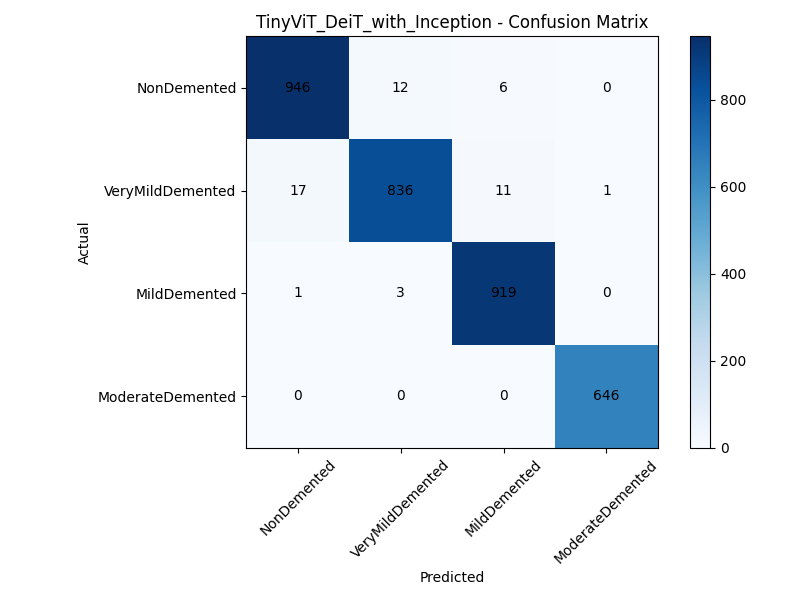 TinyViT_DeiT_with_Inception - Confusion Matrix
NonDemented 946 12 6 0
VeryMildDemented 17 836 11 1
MildDemented 1 3 919 0
ModerateDemented 0 0 0 646
Actual
NonDemented VeryMildDemented MildDemented ModerateDemented
Predicted
800
600
400
200
0